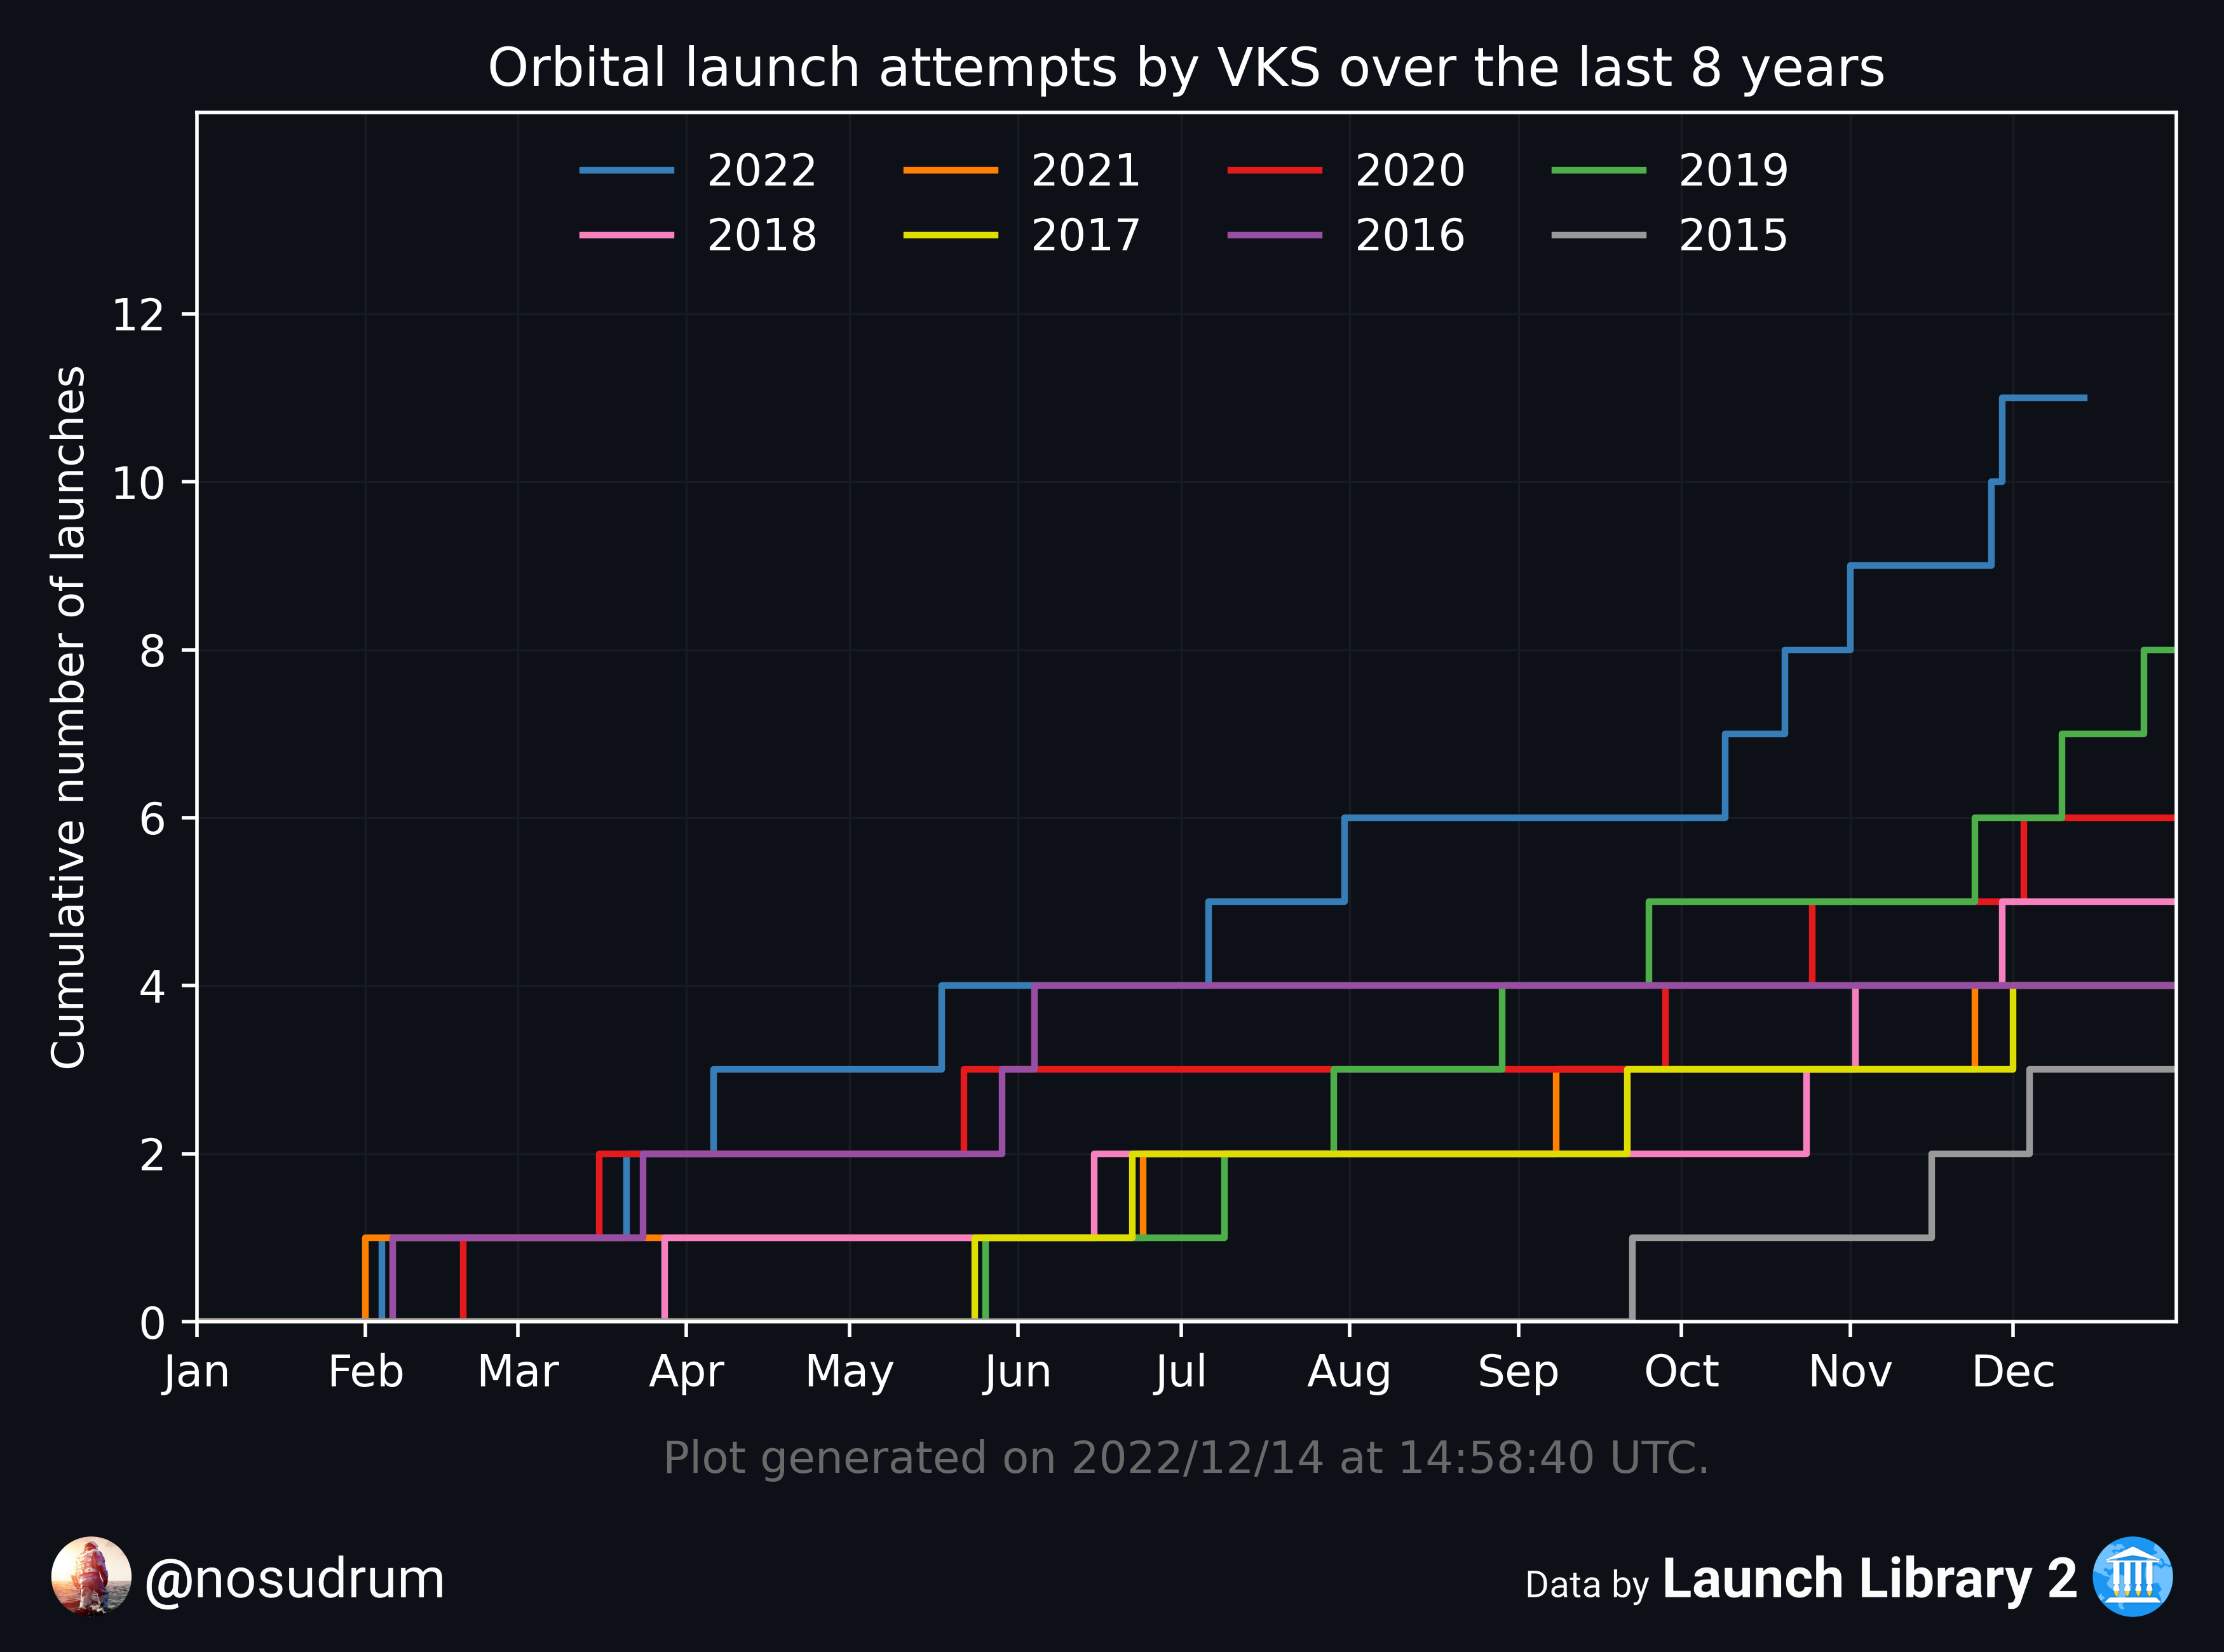 Orbital launch attempts by VKS over the last 8 years
2022 2021 2020 2019
2018 2017 2016 2015
Cumulative number of launches
12
10
8
6
4
2
0
Jan Feb Mar Apr May Jun Jul Aug Sep Oct Nov Dec
Plot generated on 2022/12/14 at 14:58:40 UTC.
@nosudrum
Data by Launch Library 2